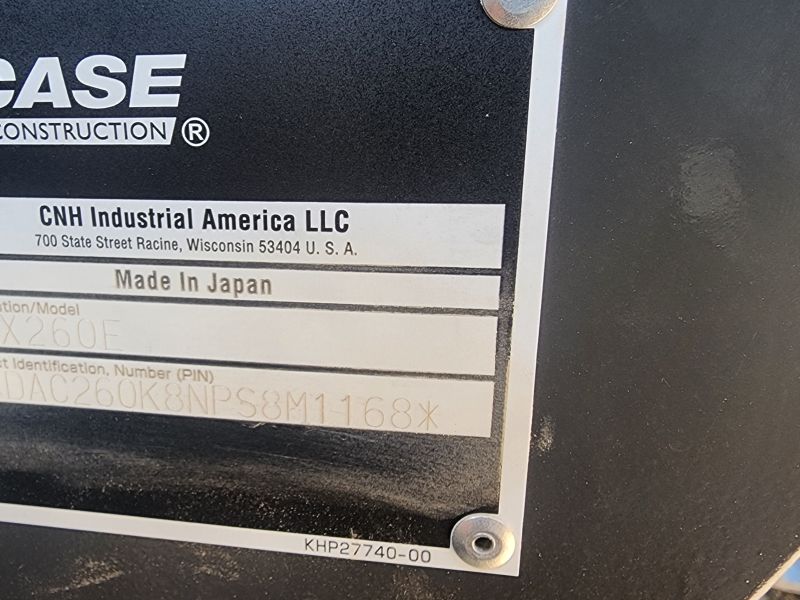 CASE
CONSTRUCTION ®
CNH Industrial America LLC
700 State Street Racine, Wisconsin 53404 U. S. A.
Made In Japan
ation/Model
X260E
ct Identification, Number (PIN)
DAC260K8NPS8M1168*
KHP27740-00